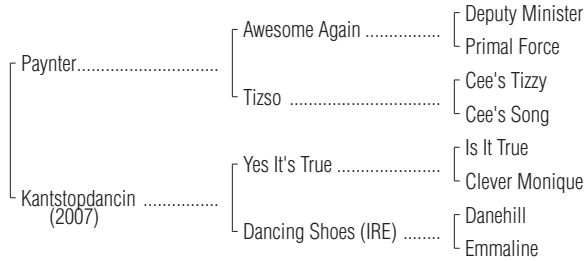 Deputy Minister
Awesome Again ..................
Primal Force
Paynter................................
Cee's Tizzy
Tizso ....................................
Cee's Song
Is It True
Yes It's True ........................
Clever Monique
Kantstopdancin ..................
(2007)
Danehill
Dancing Shoes (IRE) ........
Emmaline